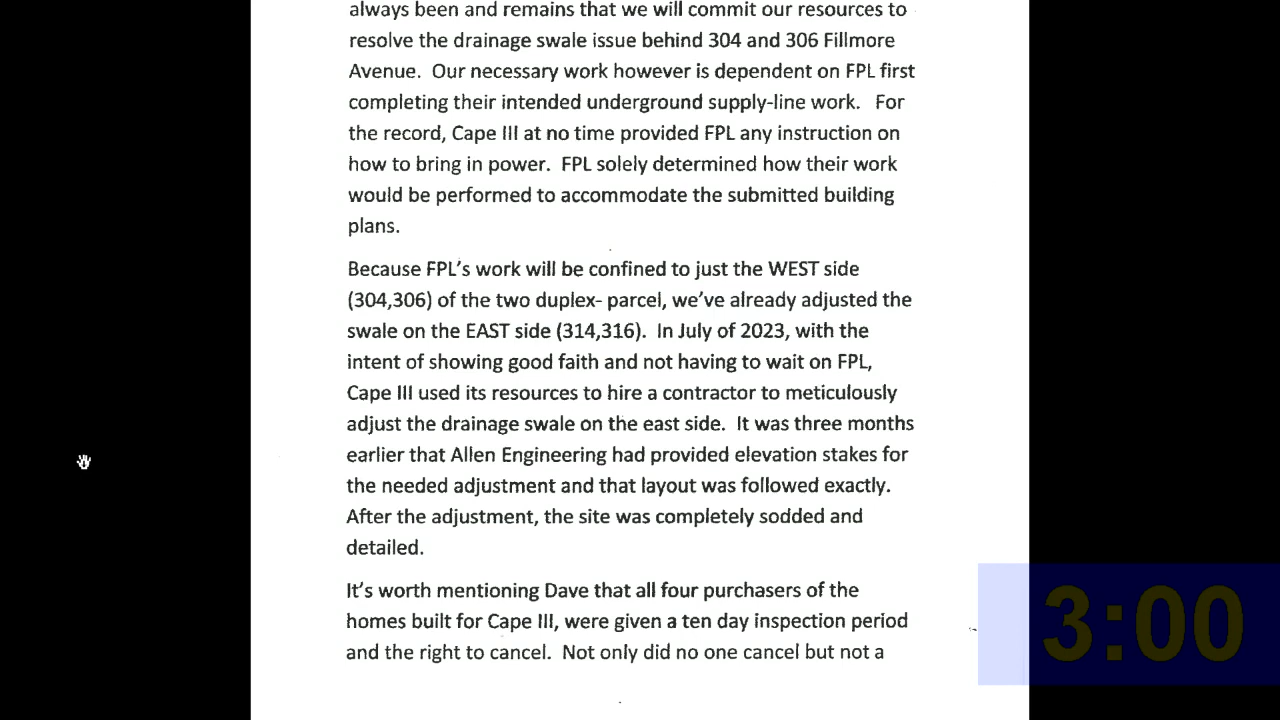 always been and remains that we will commit our resources to
resolve the drainage swale issue behind 304 and 306 Fillmore
Avenue.  Our necessary work however is dependent on FPL first
completing their intended underground supply-line work.   For
the record, Cape III at no time provided FPL any instruction on
how to bring in power.  FPL solely determined how their work
would be performed to accommodate the submitted building
plans.
Because FPL's work will be confined to just the WEST side
(304,306) of the two duplex- parcel, we've already adjusted the
swale on the EAST side (314,316).  In July of 2023, with the
intent of showing good faith and not having to wait on FPL,
Cape III used its resources to hire a contractor to meticulously
adjust the drainage swale on the east side.  It was three months
earlier that Allen Engineering had provided elevation stakes for
the needed adjustment and that layout was followed exactly.
After the adjustment, the site was completely sodded and
detailed.
It's worth mentioning Dave that all four purchasers of the
homes built for Cape III, were given a ten day inspection period
and the right to cancel.  Not only did no one cancel but not a
3:00